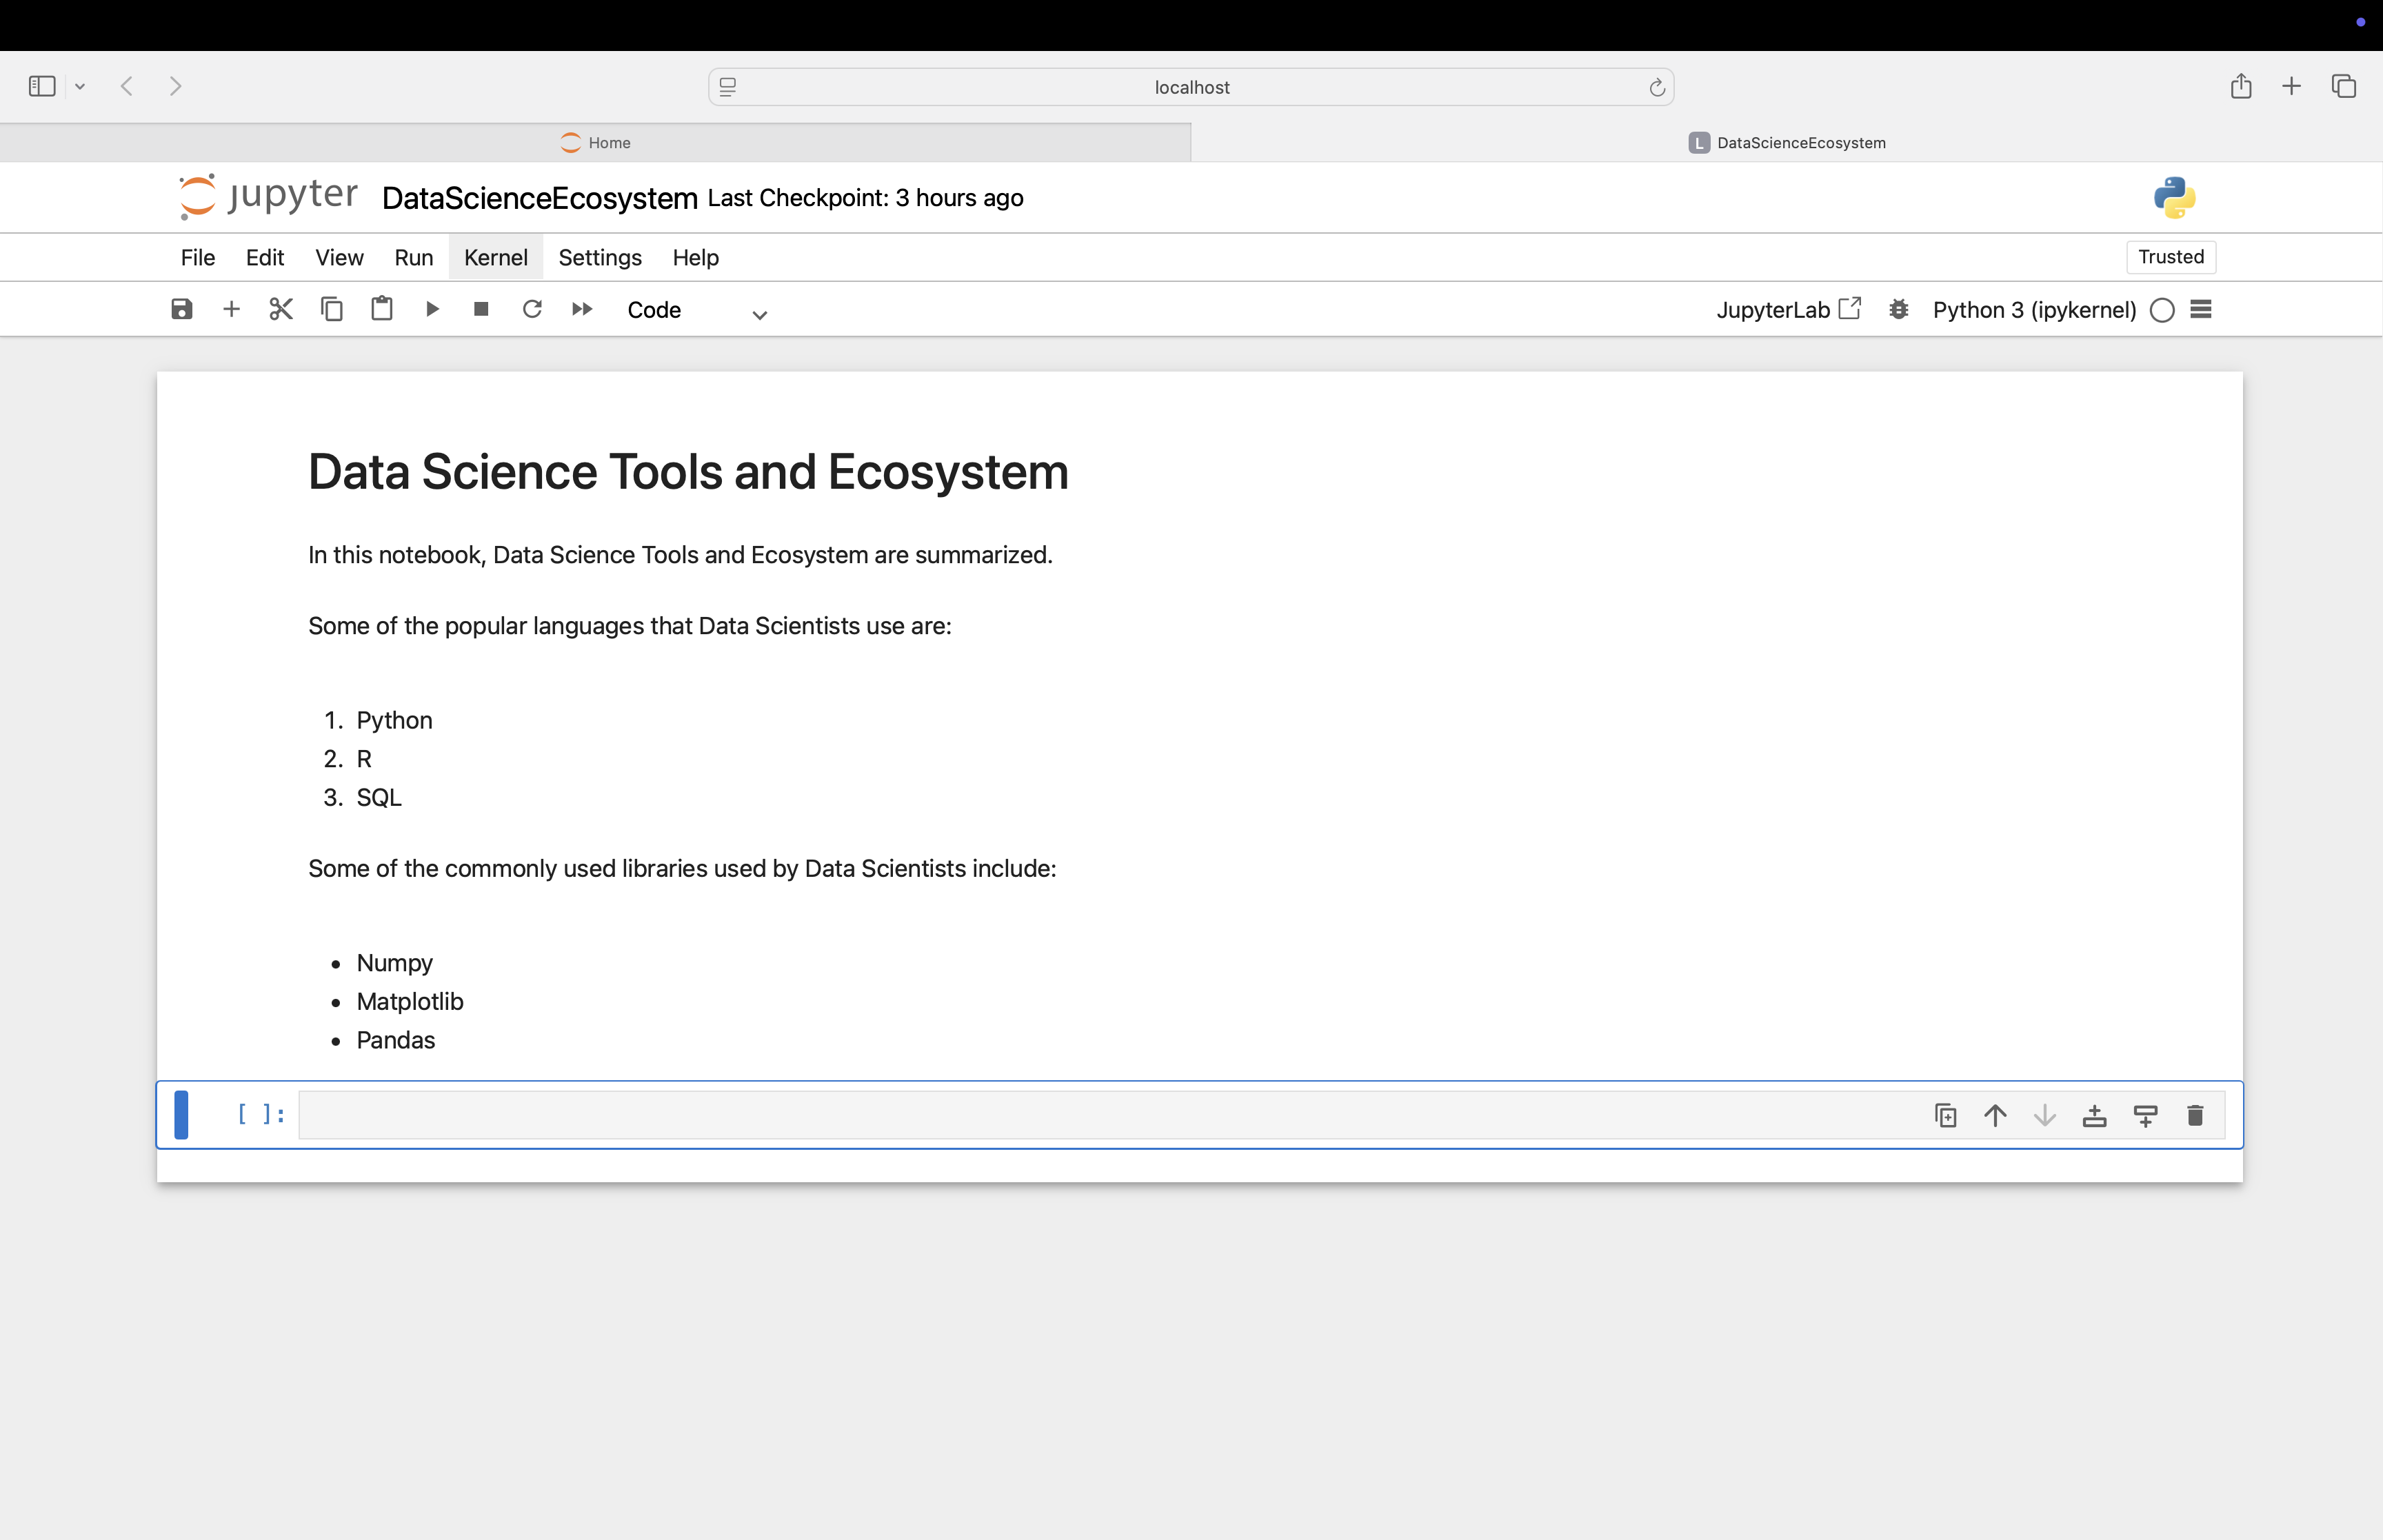 localhost
Home
L DataScienceEcosystem
jupyter DataScienceEcosystem Last Checkpoint: 3 hours ago
File Edit View Run Kernel Settings Help Trusted
Code JupyterLab Python 3 (ipykernel)
Data Science Tools and Ecosystem
In this notebook, Data Science Tools and Ecosystem are summarized.
Some of the popular languages that Data Scientists use are:
1. Python
2. R
3. SQL
Some of the commonly used libraries used by Data Scientists include:
• Numpy
• Matplotlib
• Pandas
[ ]: